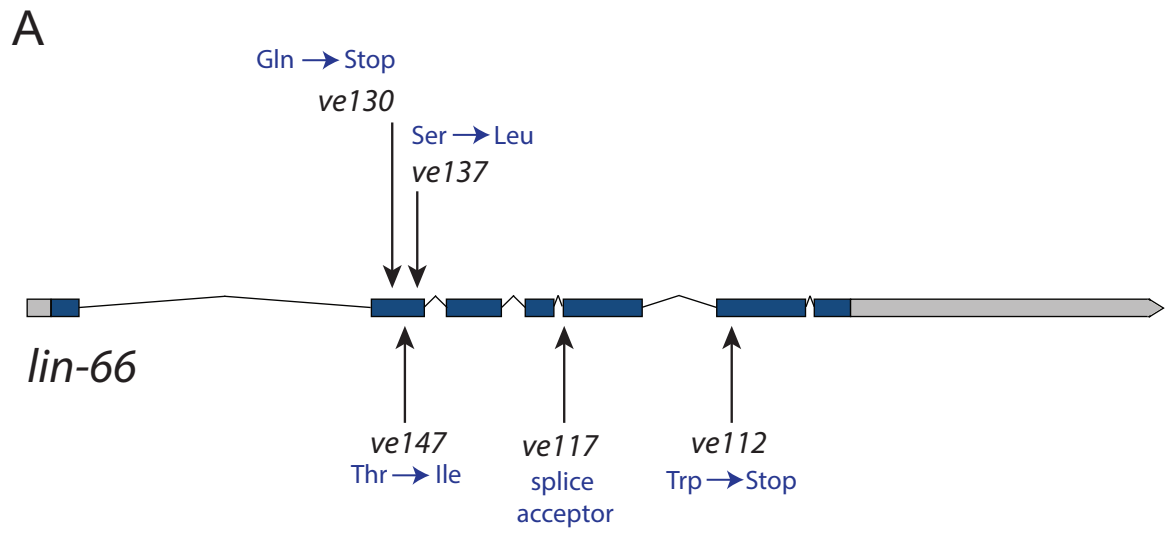 A
Gln → Stop
ve130
Ser → Leu
ve137
lin-66
ve147
Thr → Ile
ve117
splice
acceptor
ve112
Trp → Stop